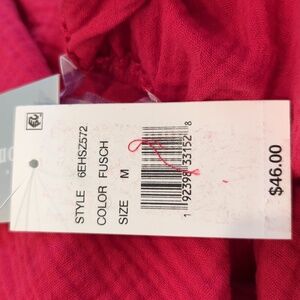 STYLE 6EHSZ572
COLOR FUSCH
SIZE M
1 92398 33152 8
$46.00